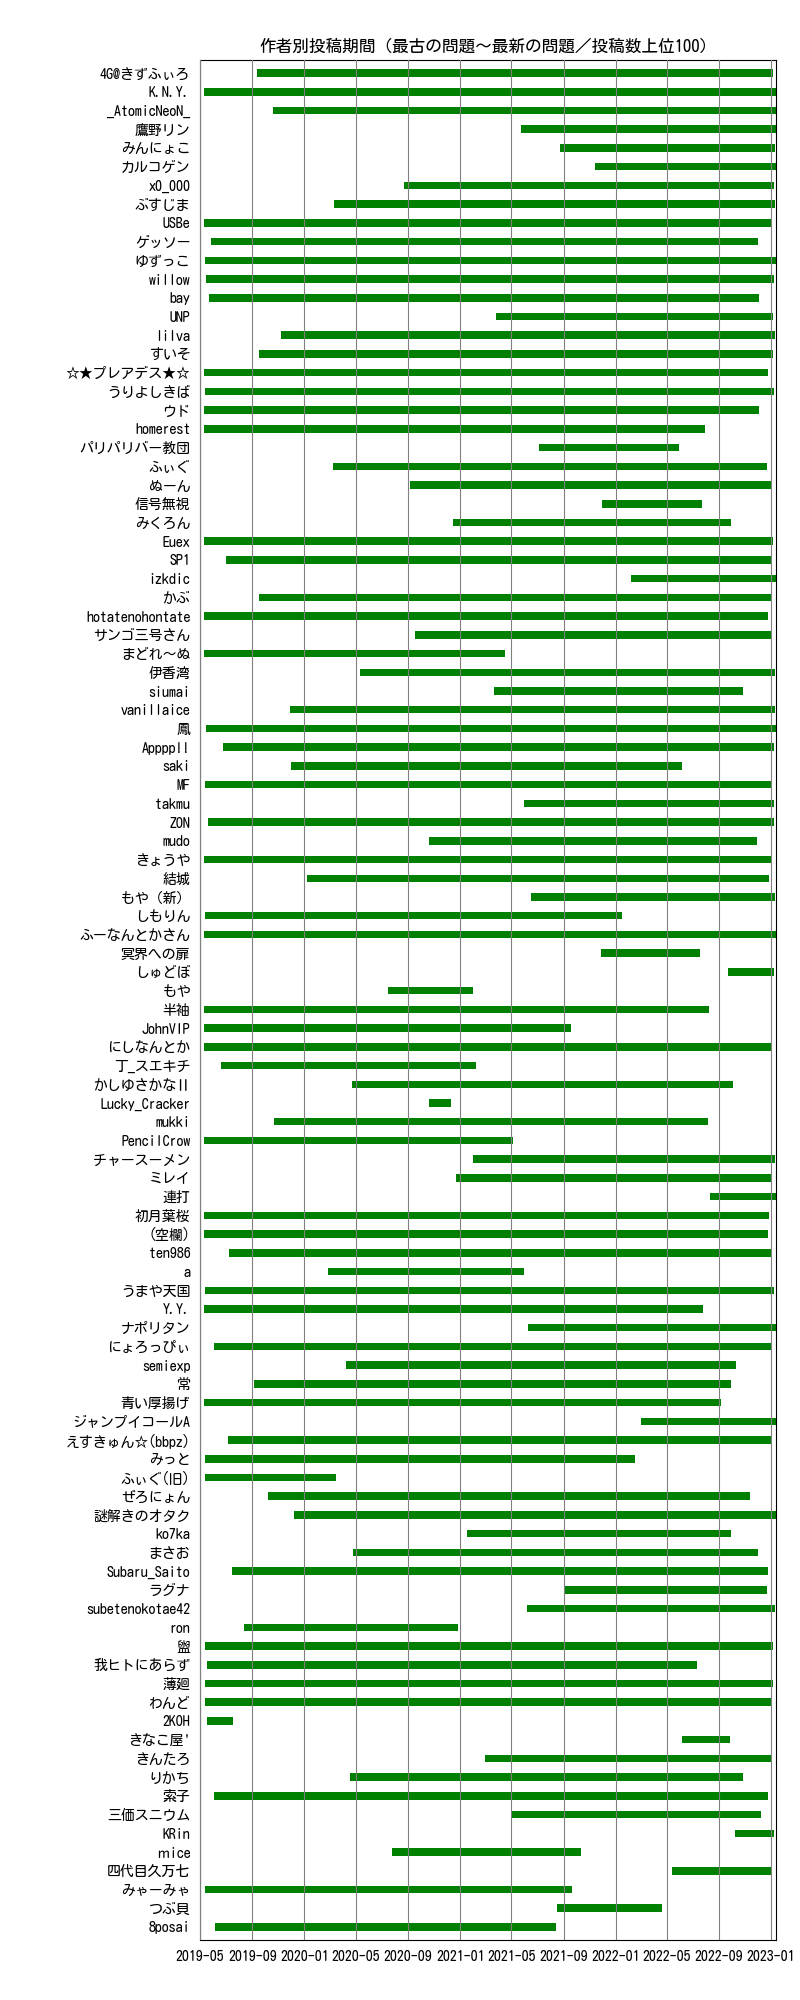 作者別投稿期間（最古の問題～最新の問題／投稿数上位100）
4G@きずふぃろ
K.N.Y.
_AtomicNeoN_
鷹野リン
みんにょこ
カルコゲン
x0_000
ぶすじま
USBe
ゲッソー
ゆずっこ
willow
bay
UNP
lilva
すいそ
☆★プレアデス★☆
うりよしきば
ウド
homerest
パリパリバー教団
ふぃぐ
ぬーん
信号無視
みくろん
Euex
SP1
izkdic
かぶ
hotatenohontate
サンゴ三号さん
まどれ～ぬ
伊香湾
siumai
vanillaice
鳳
AppppII
saki
MF
takmu
ZON
mudo
きょうや
結城
もや（新）
しもりん
ふーなんとかさん
冥界への扉
しゅどぼ
もや
半袖
JohnVIP
にしなんとか
丁_スエキチ
かしゆさかなII
Lucky_Cracker
mukki
PencilCrow
チャースーメン
ミレイ
連打
初月葉桜
(空欄)
ten986
a
うまや天国
Y.Y.
ナポリタン
にょろっぴぃ
semiexp
常
青い厚揚げ
ジャンプイコールA
えすきゅん☆(bbpz)
みっと
ふぃぐ(旧)
ぜろにょん
謎解きのオタク
ko7ka
まさお
Subaru_Saito
ラグナ
subetenokotae42
ron
盥
我ヒトにあらず
薄廻
わんど
2KOH
きなこ屋'
きんたろ
りかち
索子
三価スニウム
KRin
mice
四代目久万七
みゃーみゃ
つぶ貝
8posai
2019-05 2019-09 2020-01 2020-05 2020-09 2021-01 2021-05 2021-09 2022-01 2022-05 2022-09 2023-01